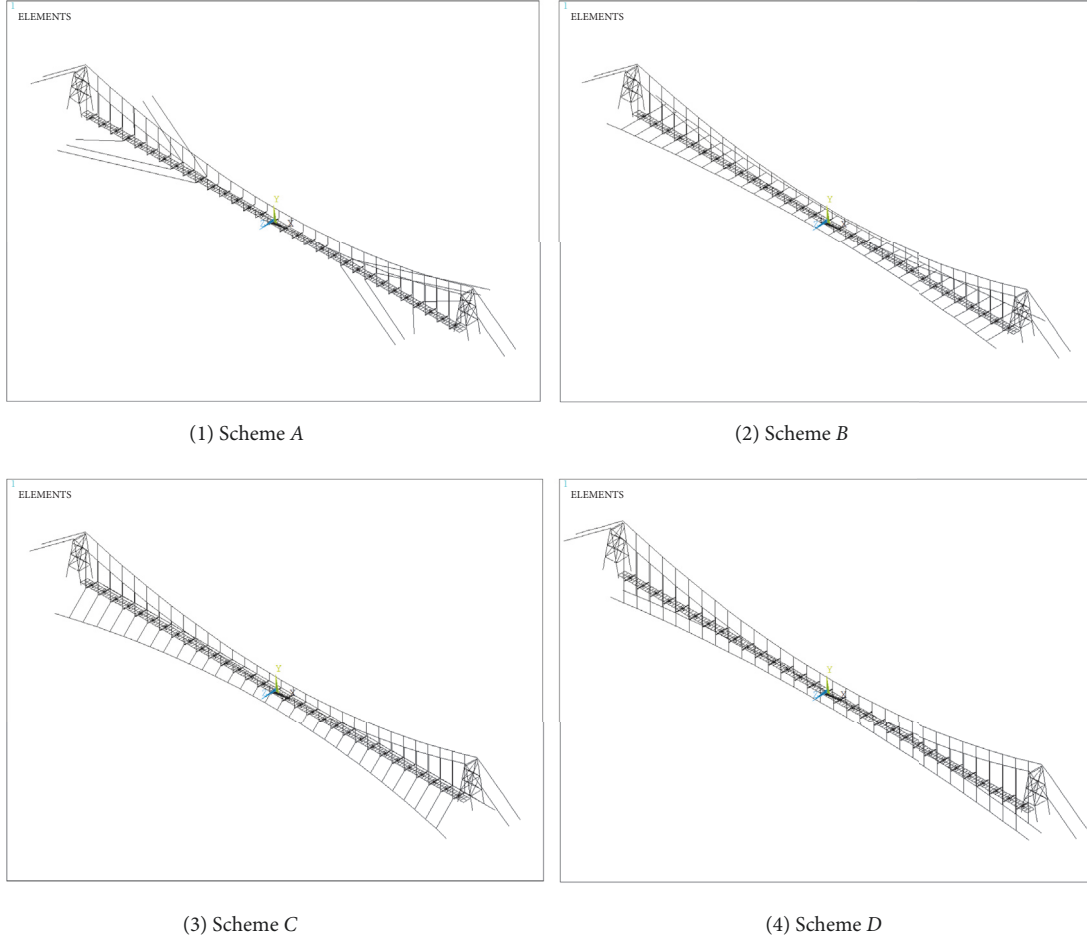 1
ELEMENTS
Y
(1) Scheme A
1
ELEMENTS
Y
(2) Scheme B
1
ELEMENTS
Y
(3) Scheme C
1
ELEMENTS
Y
(4) Scheme D